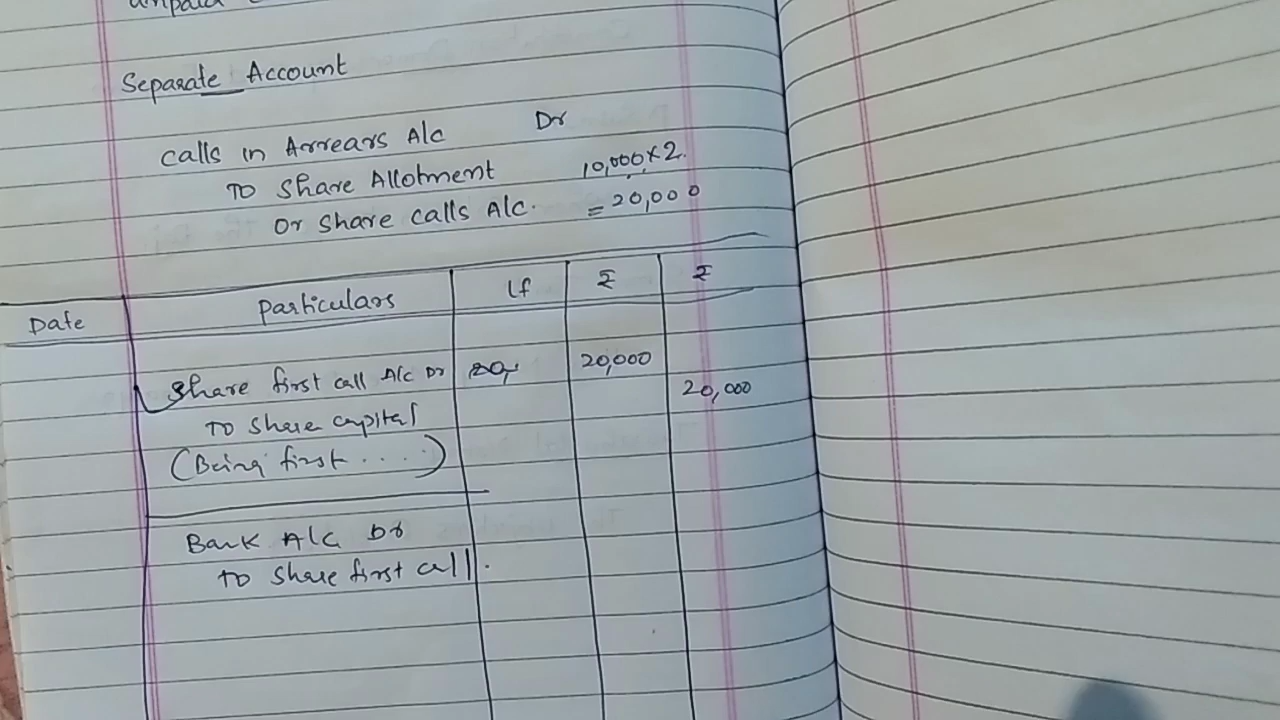 unpaid
Separate Account
Calls in Arrears A/c Dr
To Share Allotment 10,000×2.
Or Share calls A/c. = 20,000
Date Particulars Lf ₹ ₹
Share first call A/c Dr 20,000
20,000
To Share capital
(Being first ....)
Bank A/c Dr
to Share first call.